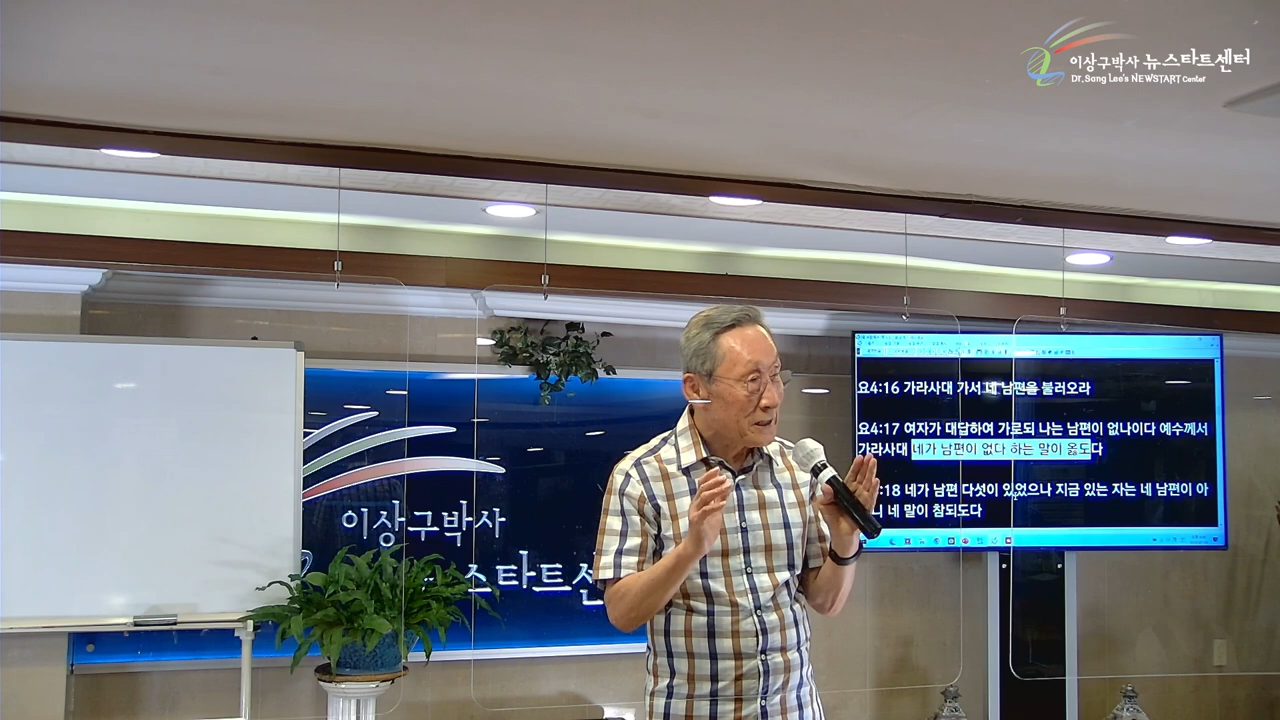 이상구박사 뉴스타트센터
Dr. Sang Lee's NEWSTART Center
요4:16 가라사대 가서 네 남편을 불러오라
요4:17 여자가 대답하여 가로되 나는 남편이 없나이다 예수께서
가라사대 네가 남편이 없다 하는 말이 옳도다
:18 네가 남편 다섯이 있었으나 지금 있는 자는 네 남편이 아
니 네 말이 참되도다
이상구박사
스타트센